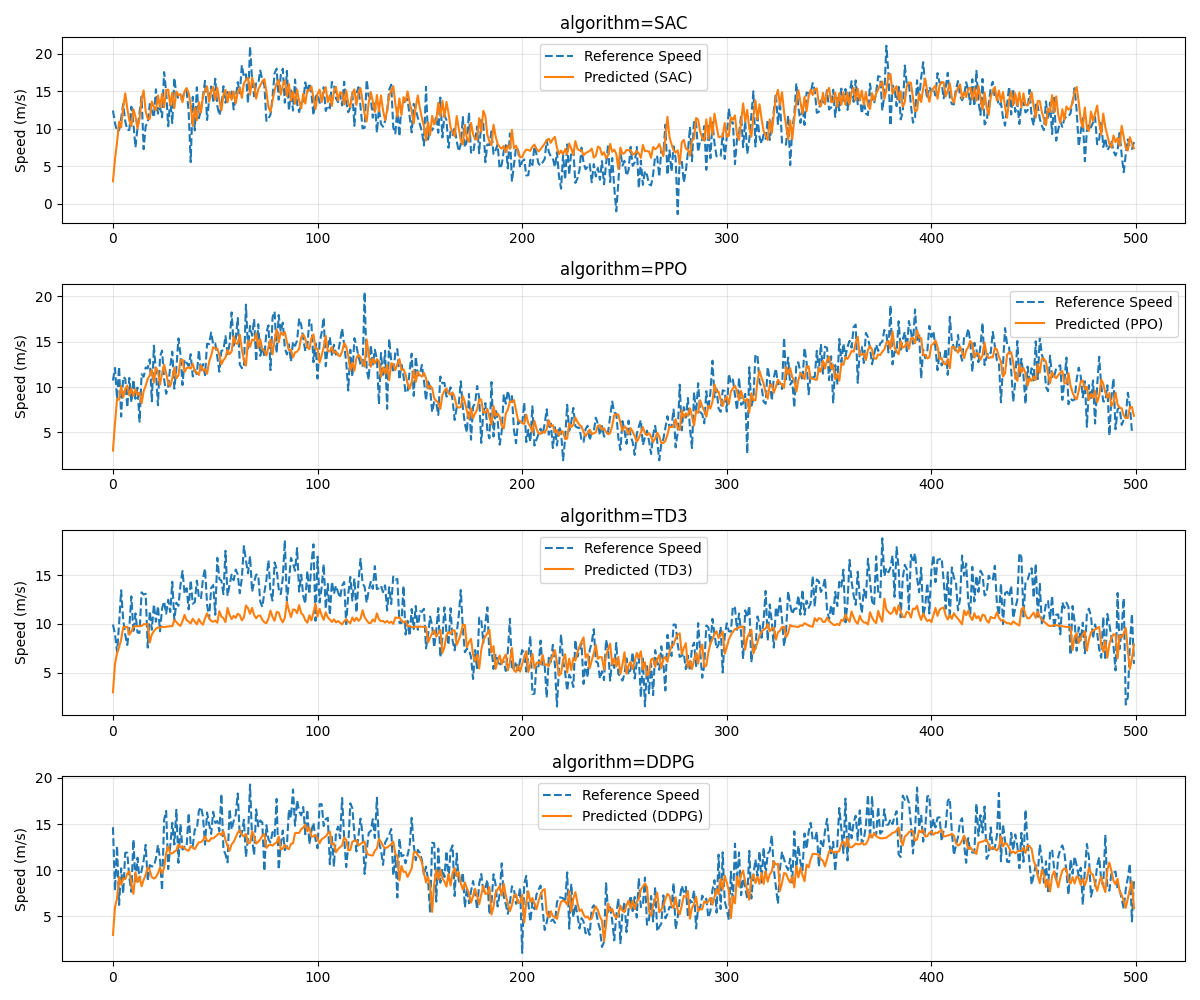 algorithm=SAC
Speed (m/s)
20
15
10
5
0
Reference Speed
Predicted (SAC)
0 100 200 300 400 500
algorithm=PPO
Speed (m/s)
20
15
10
5
Reference Speed
Predicted (PPO)
0 100 200 300 400 500
algorithm=TD3
Speed (m/s)
15
10
5
Reference Speed
Predicted (TD3)
0 100 200 300 400 500
algorithm=DDPG
Speed (m/s)
20
15
10
5
Reference Speed
Predicted (DDPG)
0 100 200 300 400 500